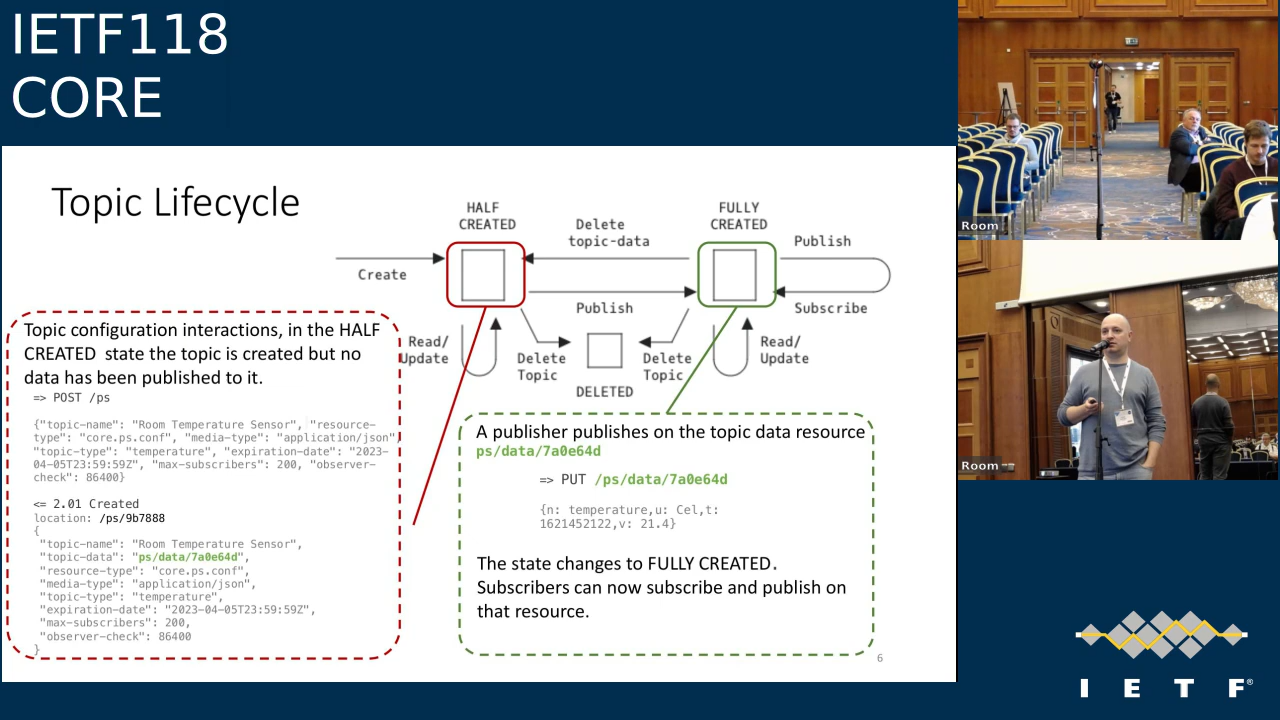 IETF118
CORE
Topic Lifecycle
HALF
CREATED
FULLY
CREATED
Delete
topic-data
Publish
Create
Publish
Subscribe
Read/
Update
Delete
Topic
Delete
Topic
Read/
Update
DELETED
Topic configuration interactions, in the HALF
CREATED state the topic is created but no
data has been published to it.
=> POST /ps
{"topic-name": "Room Temperature Sensor", "resource-
type": "core.ps.conf", "media-type": "application/json",
"topic-type": "temperature", "expiration-date": "2023-
04-05T23:59:59Z", "max-subscribers": 200, "observer-
check": 86400}
<= 2.01 Created
location: /ps/9b7888
{
"topic-name": "Room Temperature Sensor",
"topic-data": "ps/data/7a0e64d",
"resource-type": "core.ps.conf",
"media-type": "application/json",
"topic-type": "temperature",
"expiration-date": "2023-04-05T23:59:59Z",
"max-subscribers": 200,
"observer-check": 86400
}
A publisher publishes on the topic data resource
ps/data/7a0e64d
=> PUT /ps/data/7a0e64d
{n: temperature,u: Cel,t:
1621452122,v: 21.4}
The state changes to FULLY CREATED.
Subscribers can now subscribe and publish on
that resource.
6
Room
Room
I E T F®